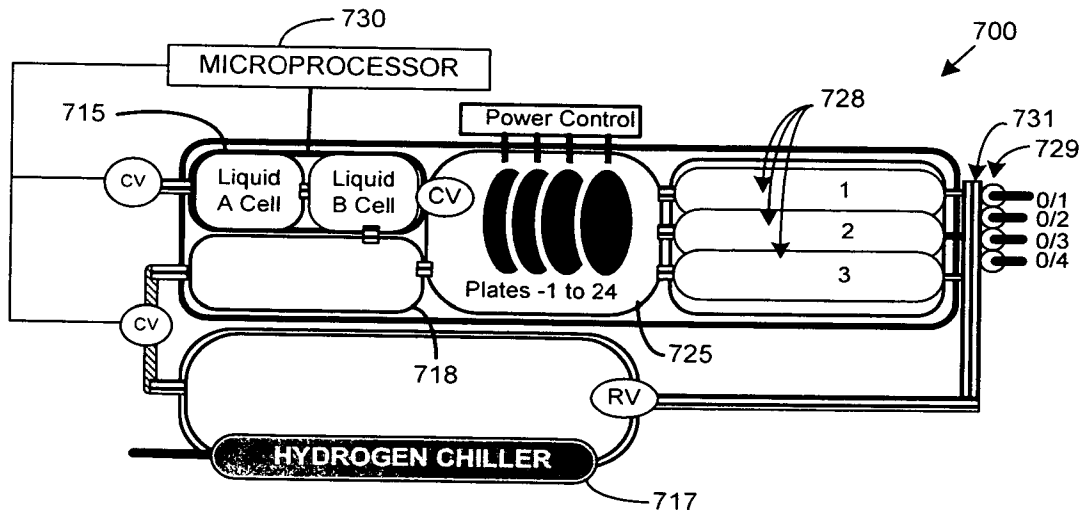 730
700
MICROPROCESSOR
715
Power Control
728
731
729
CV
Liquid
A Cell
Liquid
B Cell
CV
1
0/1
2
0/2
0/3
3
0/4
Plates -1 to 24
CV
718
725
RV
HYDROGEN CHILLER
717